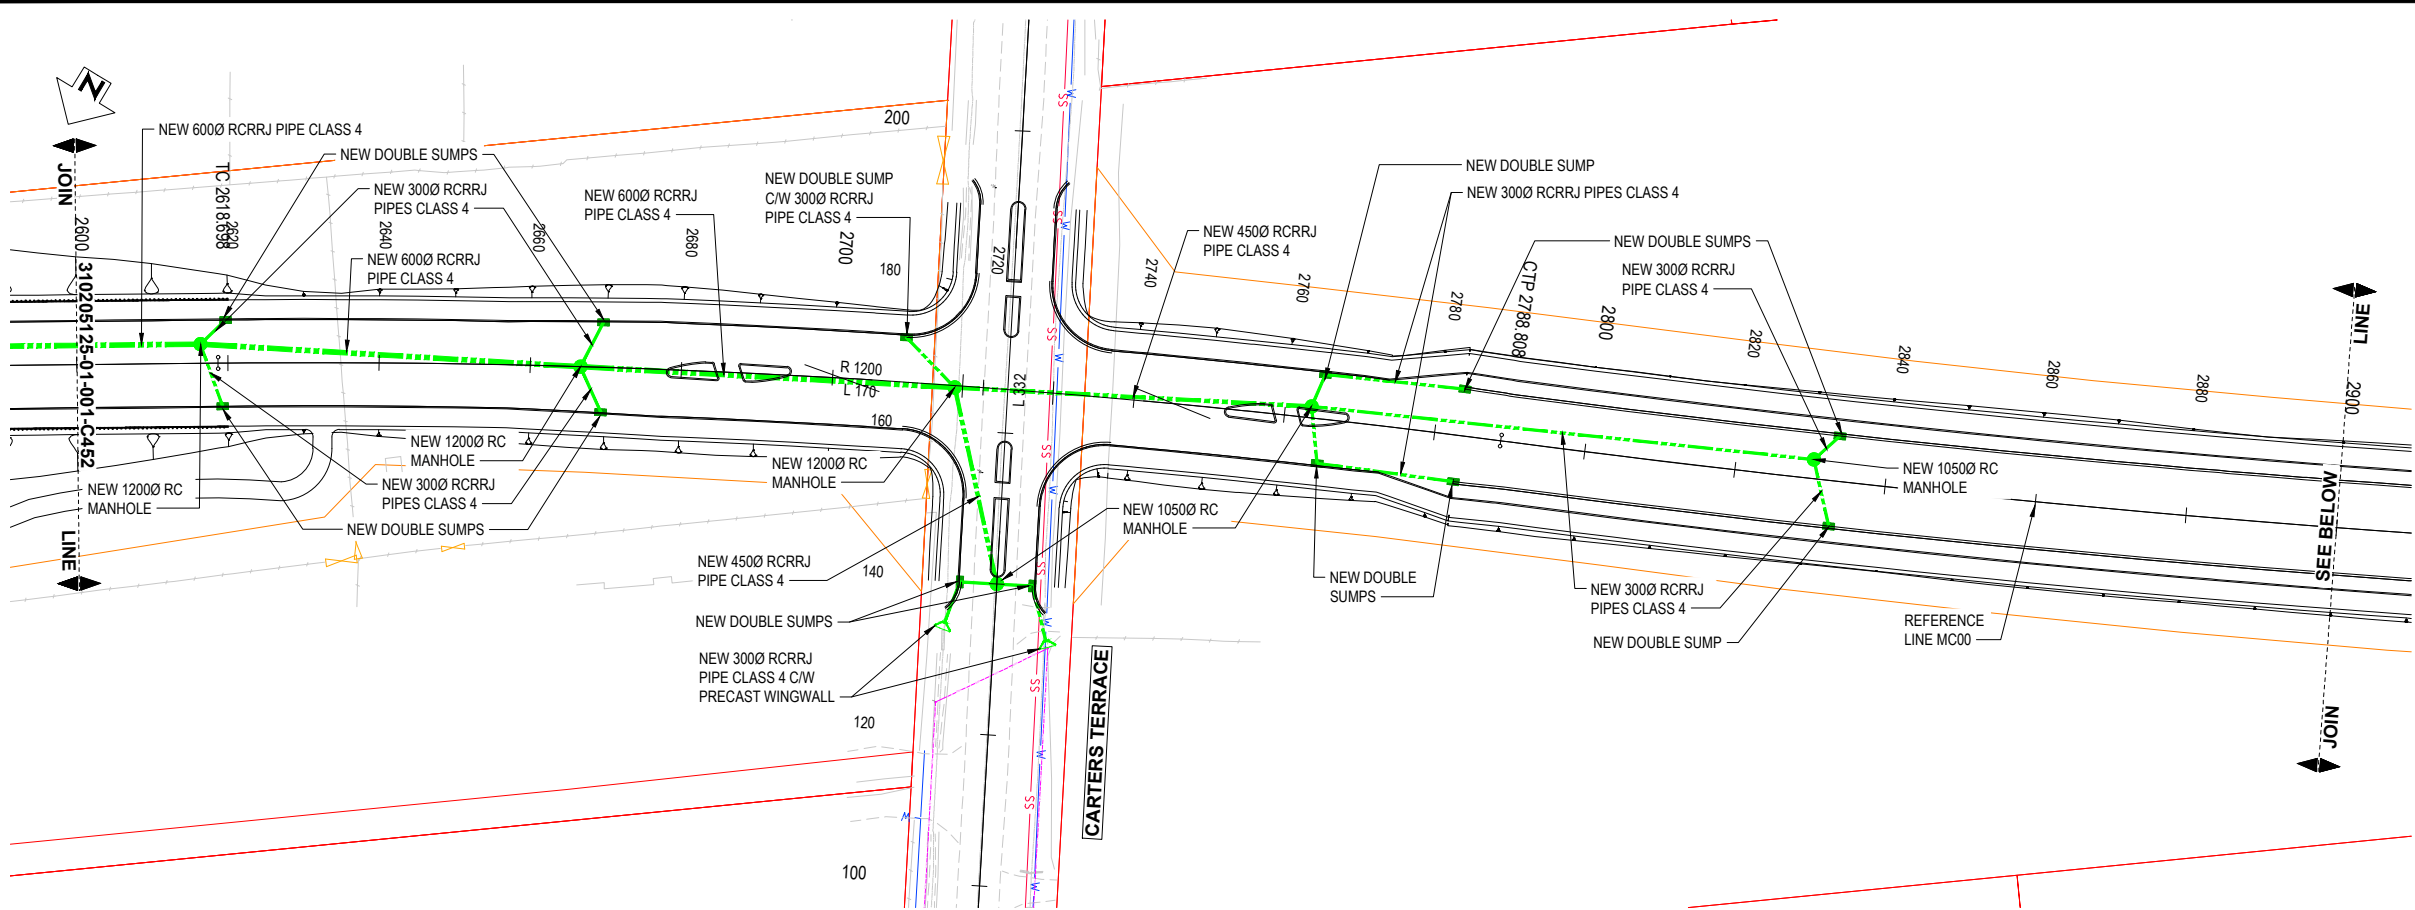 N
JOIN
LINE
310205125-01-001-C4452
2600
TC 2618.698
2620
2640
2660
2680
2700
2720
2740
2760
2780
CTP 2788.808
2800
2820
2840
2860
2880
2900
NEW 600Ø RCRRJ PIPE CLASS 4
NEW DOUBLE SUMPS
NEW 300Ø RCRRJ
PIPES CLASS 4
NEW 600Ø RCRRJ
PIPE CLASS 4
NEW 600Ø RCRRJ
PIPE CLASS 4
NEW DOUBLE SUMP
C/W 300Ø RCRRJ
PIPE CLASS 4
200
180
160
140
120
100
R 1200
L 170
L 332
NEW 1200Ø RC
MANHOLE
NEW 1200Ø RC
MANHOLE
NEW 300Ø RCRRJ
PIPES CLASS 4
NEW DOUBLE SUMPS
NEW 1200Ø RC
MANHOLE
NEW 450Ø RCRRJ
PIPE CLASS 4
NEW DOUBLE SUMPS
NEW 300Ø RCRRJ
PIPE CLASS 4 C/W
PRECAST WINGWALL
NEW 1050Ø RC
MANHOLE
NEW 450Ø RCRRJ
PIPE CLASS 4
NEW DOUBLE SUMP
NEW 300Ø RCRRJ PIPES CLASS 4
NEW DOUBLE SUMPS
NEW 300Ø RCRRJ
PIPE CLASS 4
NEW 1050Ø RC
MANHOLE
NEW DOUBLE
SUMPS
NEW 300Ø RCRRJ
PIPES CLASS 4
NEW DOUBLE SUMP
REFERENCE
LINE MC00
CARTERS TERRACE
SS
W
SS
W
SS
W
W
SS
W
SS
W
SS
W
W
W
LINE
SEE BELOW
JOIN